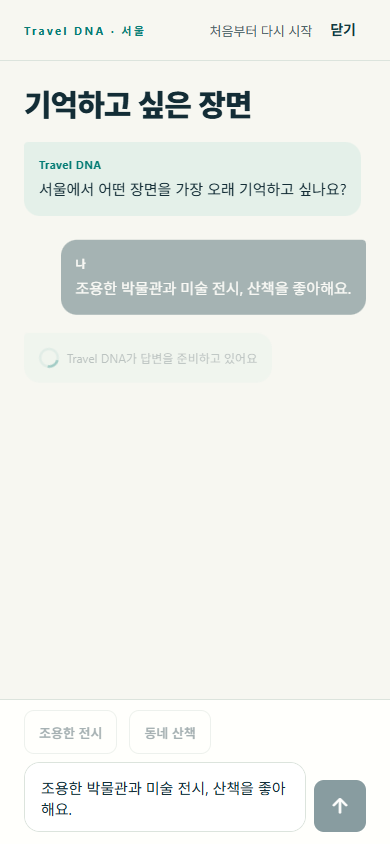 Travel DNA · 서울
처음부터 다시 시작
닫기
기억하고 싶은 장면
Travel DNA
서울에서 어떤 장면을 가장 오래 기억하고 싶나요?
나
조용한 박물관과 미술 전시, 산책을 좋아해요.
Travel DNA가 답변을 준비하고 있어요
조용한 전시
동네 산책
조용한 박물관과 미술 전시, 산책을 좋아
해요.